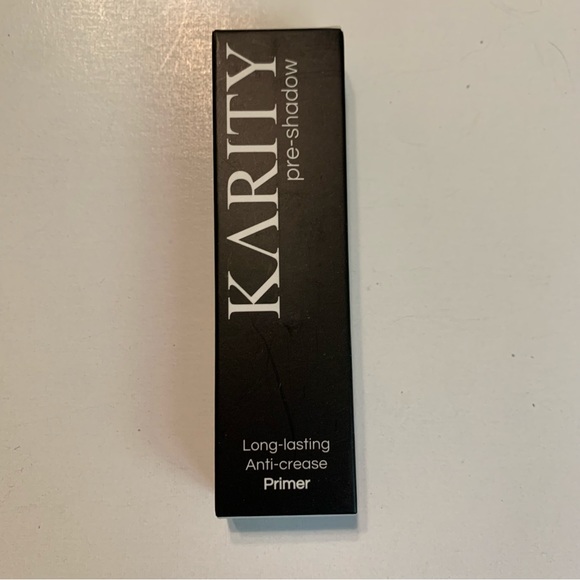 KARITY
pre-shadow
Long-lasting
Anti-crease
Primer